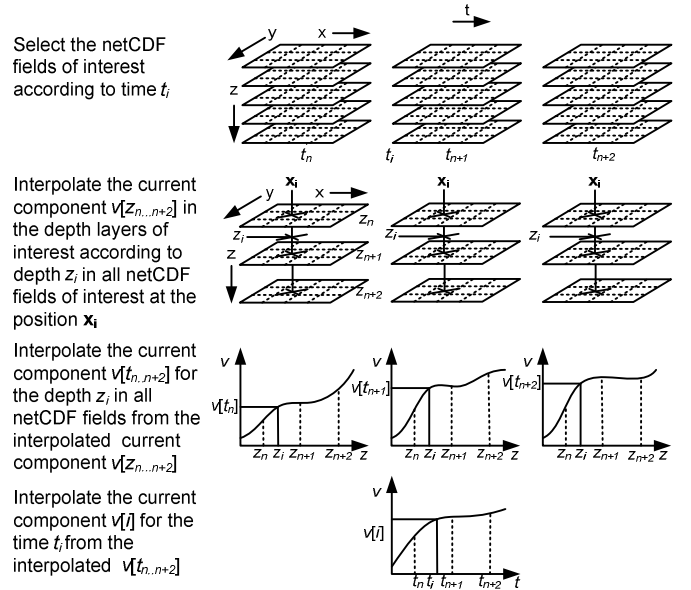 Select the netCDF
fields of interest
according to time ti
y
x
t
z
tn
ti
tn+1
tn+2
Interpolate the current
component v[zn...n+2] in
the depth layers of
interest according to
depth zi in all netCDF
fields of interest at the
position xi
y
x
z
xi
xi
xi
zn
zi
zn+1
zn+2
zi
zi
Interpolate the current
component v[tn..n+2] for
the depth zi in all
netCDF fields from the
interpolated current
component v[zn...n+2]
v
v[tn]
zn zi zn+1 zn+2 z
v
v[tn+1]
zn zi zn+1 zn+2 z
v
v[tn+2]
zn zi zn+1 zn+2 z
Interpolate the current
component v[i] for the
time ti from the
interpolated v[tn..n+2]
v
v[i]
tn ti tn+1 tn+2 t